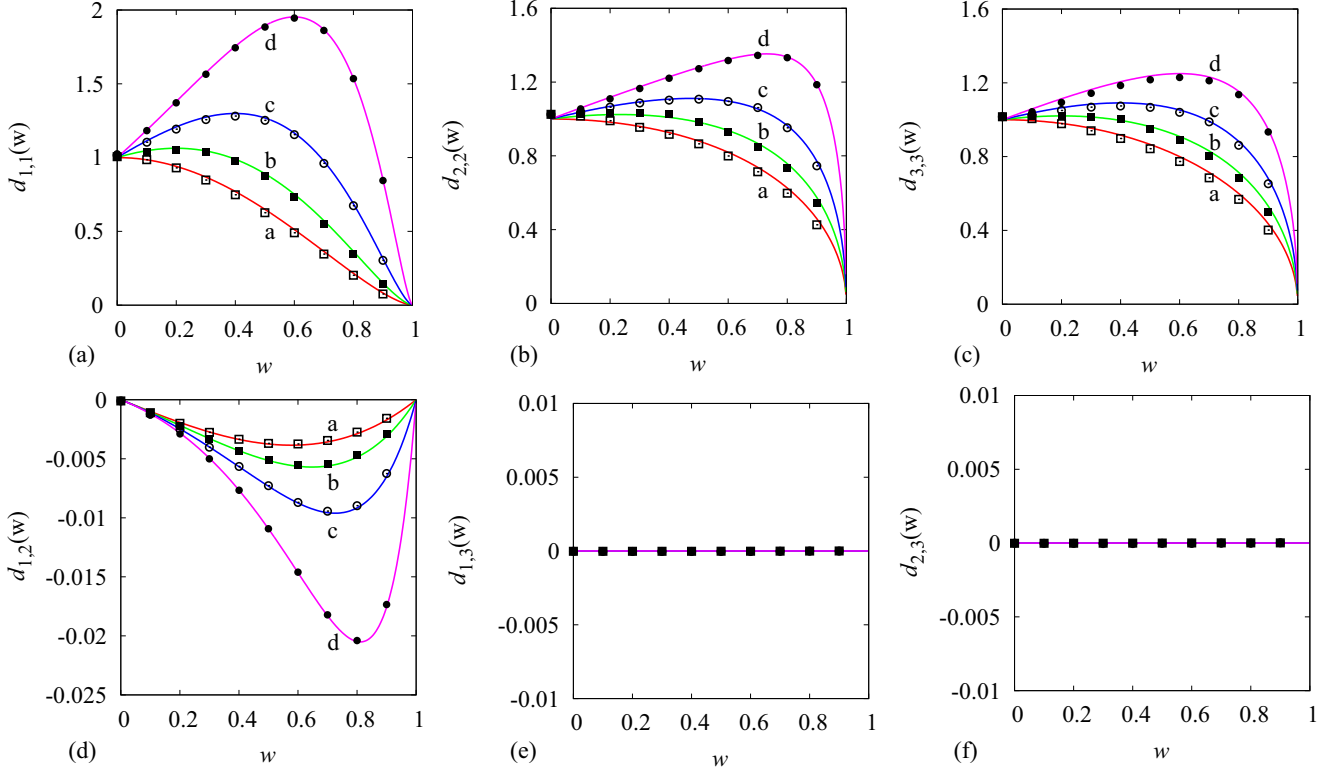 2
1.5
1
0.5
0
d
c
b
a
d1,1(w)
0 0.2 0.4 0.6 0.8 1
(a)
w
1.6
1.2
0.8
0.4
0
d
c
b
a
d2,2(w)
0 0.2 0.4 0.6 0.8 1
(b)
w
1.6
1.2
0.8
0.4
0
d
c
b
a
d3,3(w)
0 0.2 0.4 0.6 0.8 1
(c)
w
0
-0.005
-0.01
-0.015
-0.02
-0.025
a
b
c
d
d1,2(w)
0 0.2 0.4 0.6 0.8 1
(d)
w
0.01
0.005
0
-0.005
-0.01
d1,3(w)
0 0.2 0.4 0.6 0.8 1
(e)
w
0.01
0.005
0
-0.005
-0.01
d2,3(w)
0 0.2 0.4 0.6 0.8 1
(f)
w